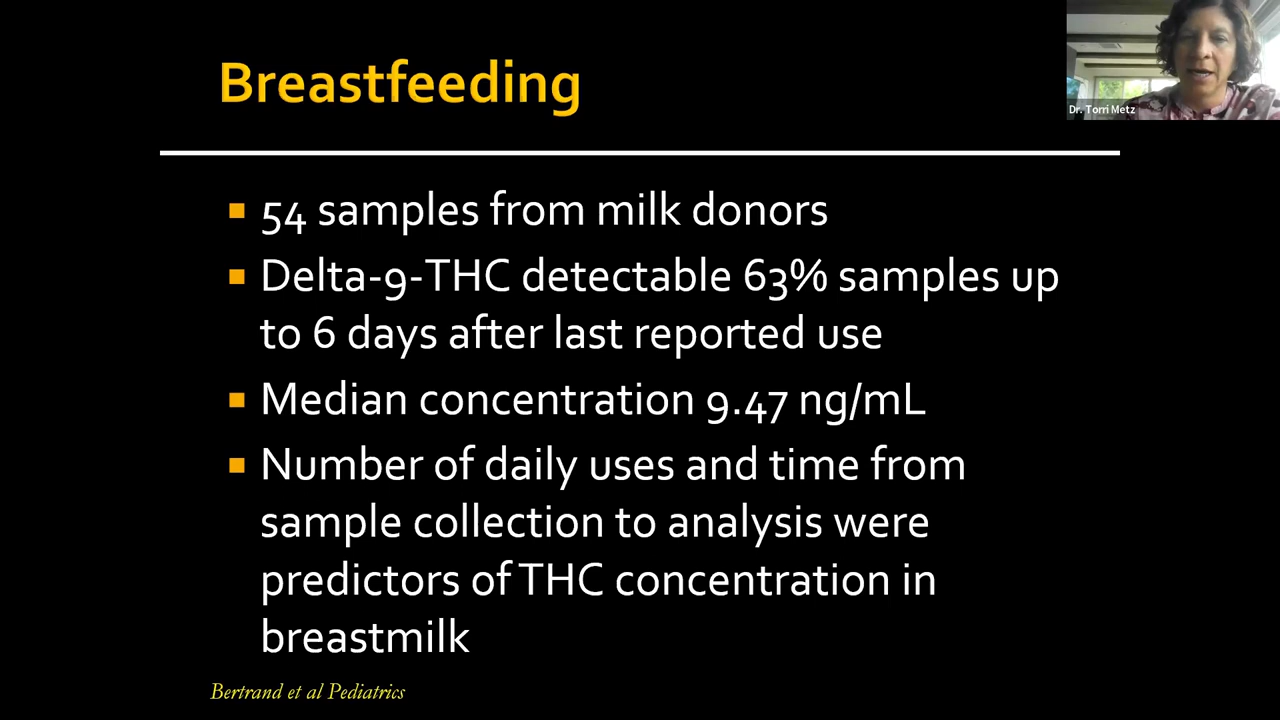 Breastfeeding
Dr. Torri Metz
■ 54 samples from milk donors
■ Delta-9-THC detectable 63% samples up
to 6 days after last reported use
■ Median concentration 9.47 ng/mL
■ Number of daily uses and time from
sample collection to analysis were
predictors of THC concentration in
breastmilk
Bertrand et al Pediatrics